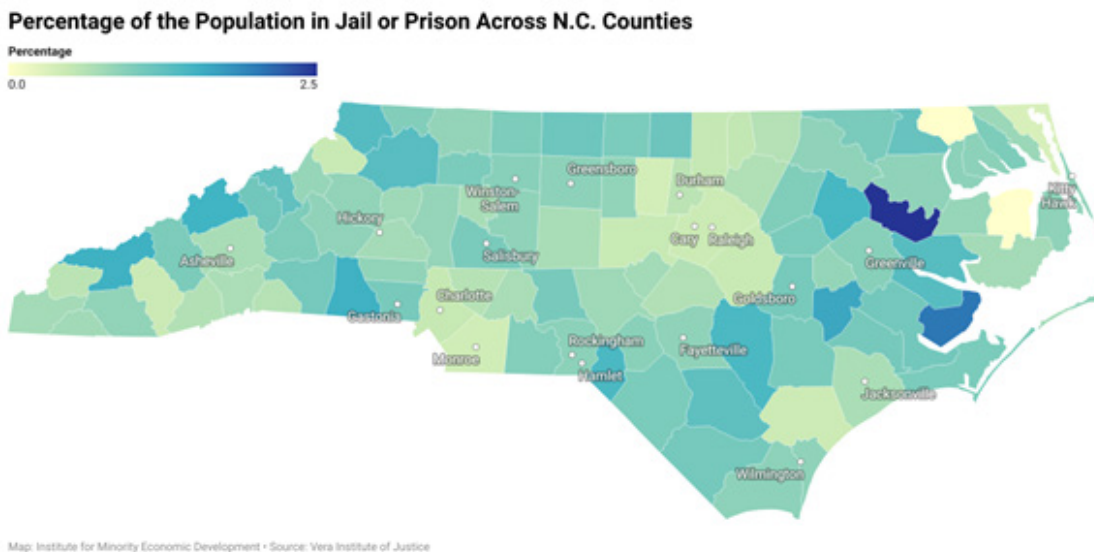 Percentage of the Population in Jail or Prison Across N.C. Counties
Percentage
0.0 2.5
Greensboro
Durham
Winston-
Salem
Kitty
Hawk
Hickory
Cary
Raleigh
Salisbury
Asheville
Greenville
Charlotte
Goldsboro
Gastonia
Rockingham
Fayetteville
Monroe
Hamlet
Jacksonville
Wilmington
Map: Institute for Minority Economic Development • Source: Vera Institute of Justice